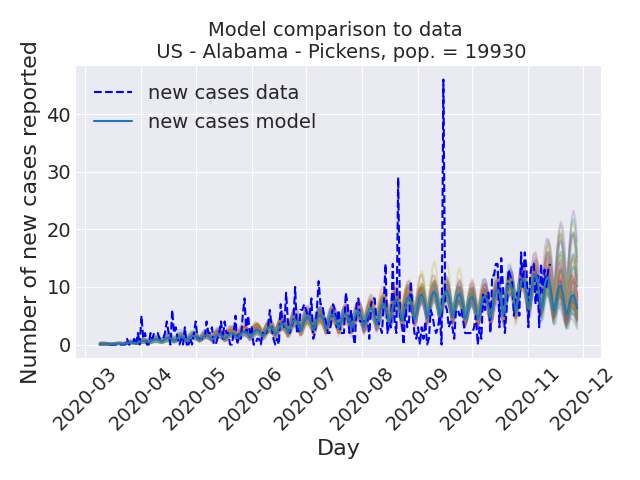 Model comparison to data
US - Alabama - Pickens, pop. = 19930
Number of new cases reported
new cases data
new cases model
40
30
20
10
0
2020-03
2020-04
2020-05
2020-06
2020-07
2020-08
2020-09
2020-10
2020-11
2020-12
Day